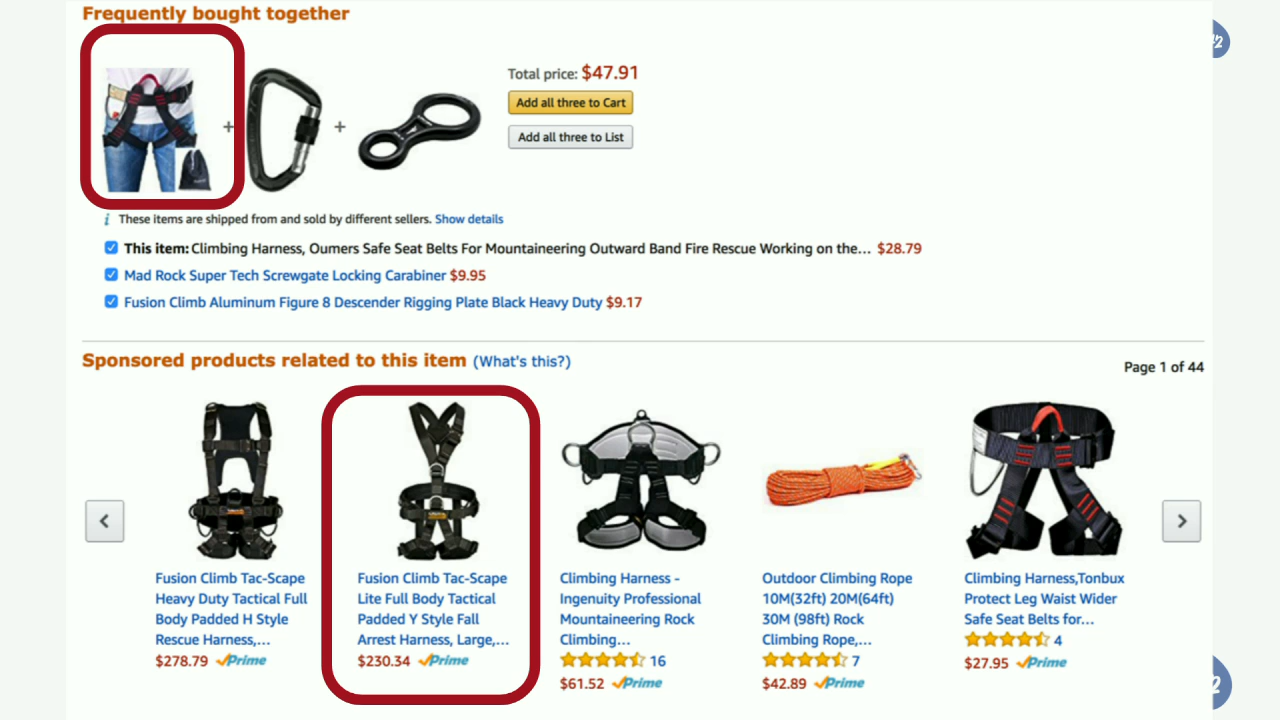 Frequently bought together
Total price: $47.91
Add all three to Cart
+
+
Add all three to List
i These items are shipped from and sold by different sellers. Show details
This item: Climbing Harness, Oumers Safe Seat Belts For Mountaineering Outward Band Fire Rescue Working on the... $28.79
Mad Rock Super Tech Screwgate Locking Carabiner $9.95
Fusion Climb Aluminum Figure 8 Descender Rigging Plate Black Heavy Duty $9.17
Sponsored products related to this item (What's this?)
Page 1 of 44
Fusion Climb Tac-Scape
Heavy Duty Tactical Full
Body Padded H Style
Rescue Harness,...
$278.79 Prime
Fusion Climb Tac-Scape
Lite Full Body Tactical
Padded Y Style Fall
Arrest Harness, Large,...
$230.34 Prime
Climbing Harness -
Ingenuity Professional
Mountaineering Rock
Climbing...
16
$61.52 Prime
Outdoor Climbing Rope
10M(32ft) 20M(64ft)
30M (98ft) Rock
Climbing Rope,...
7
$42.89 Prime
Climbing Harness,Tonbux
Protect Leg Waist Wider
Safe Seat Belts for...
4
$27.95 Prime